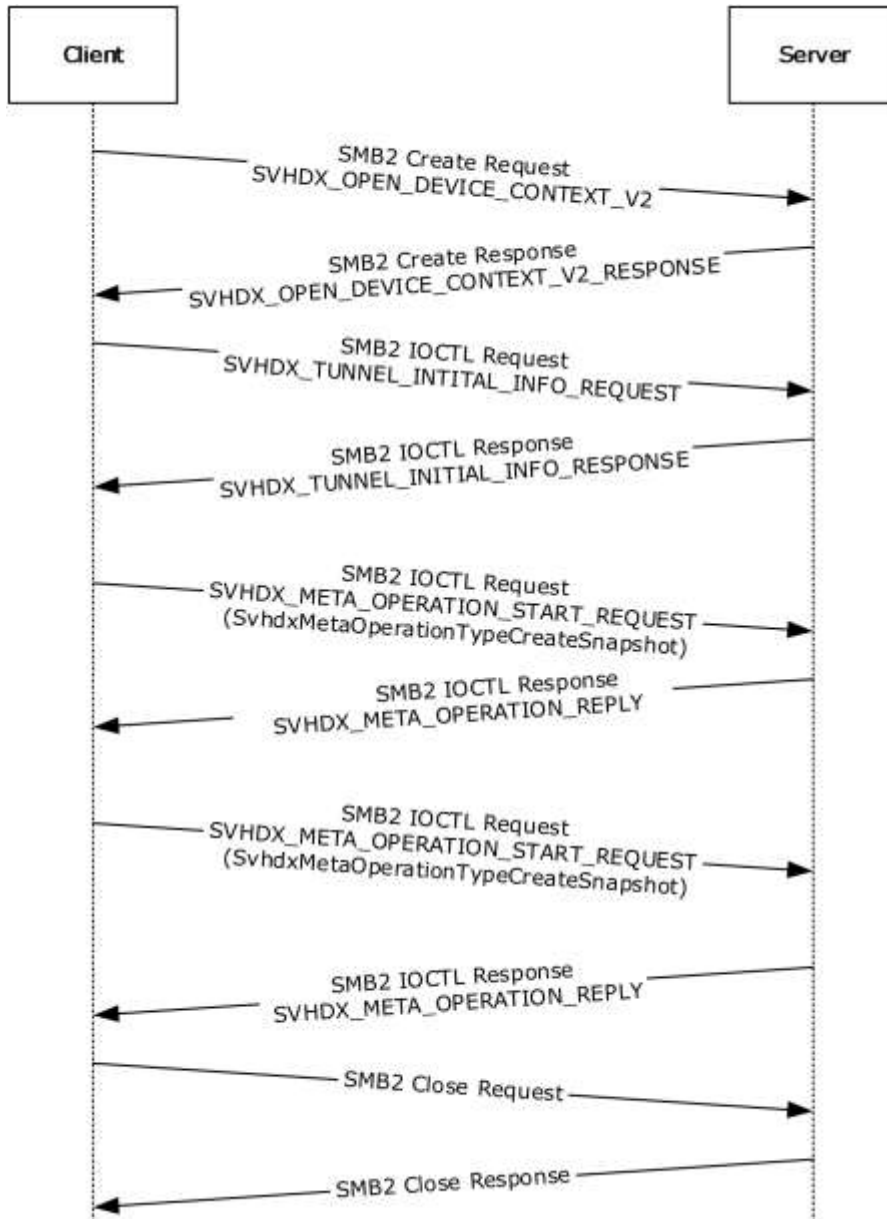 Client
Server
SMB2 Create Request
SVHDX_OPEN_DEVICE_CONTEXT_V2
SMB2 Create Response
SVHDX_OPEN_DEVICE_CONTEXT_V2_RESPONSE
SMB2 IOCTL Request
SVHDX_TUNNEL_INTITAL_INFO_REQUEST
SMB2 IOCTL Response
SVHDX_TUNNEL_INITIAL_INFO_RESPONSE
SMB2 IOCTL Request
SVHDX_META_OPERATION_START_REQUEST
(SvhdxMetaOperationTypeCreateSnapshot)
SMB2 IOCTL Response
SVHDX_META_OPERATION_REPLY
SMB2 IOCTL Request
SVHDX_META_OPERATION_START_REQUEST
(SvhdxMetaOperationTypeCreateSnapshot)
SMB2 IOCTL Response
SVHDX_META_OPERATION_REPLY
SMB2 Close Request
SMB2 Close Response